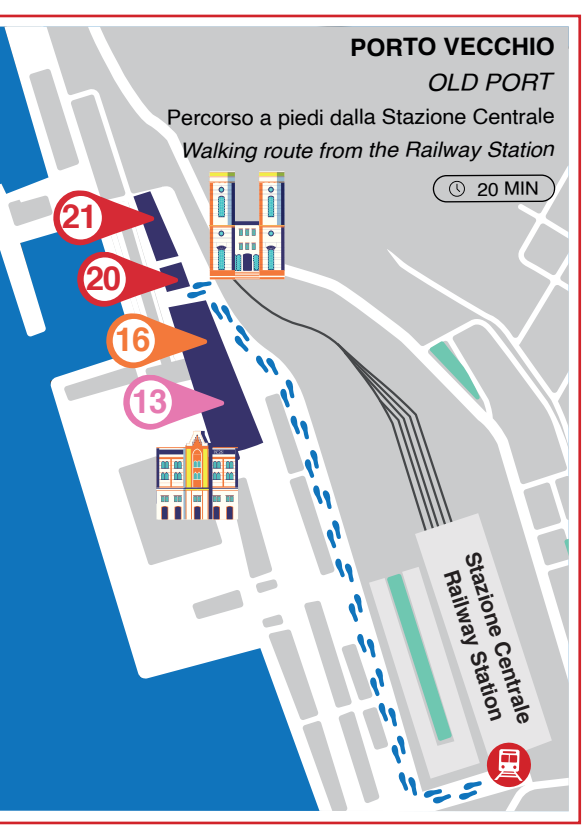 PORTO VECCHIO
OLD PORT
Percorso a piedi dalla Stazione Centrale
Walking route from the Railway Station
20 MIN
21
20
16
13
Stazione Centrale
Railway Station